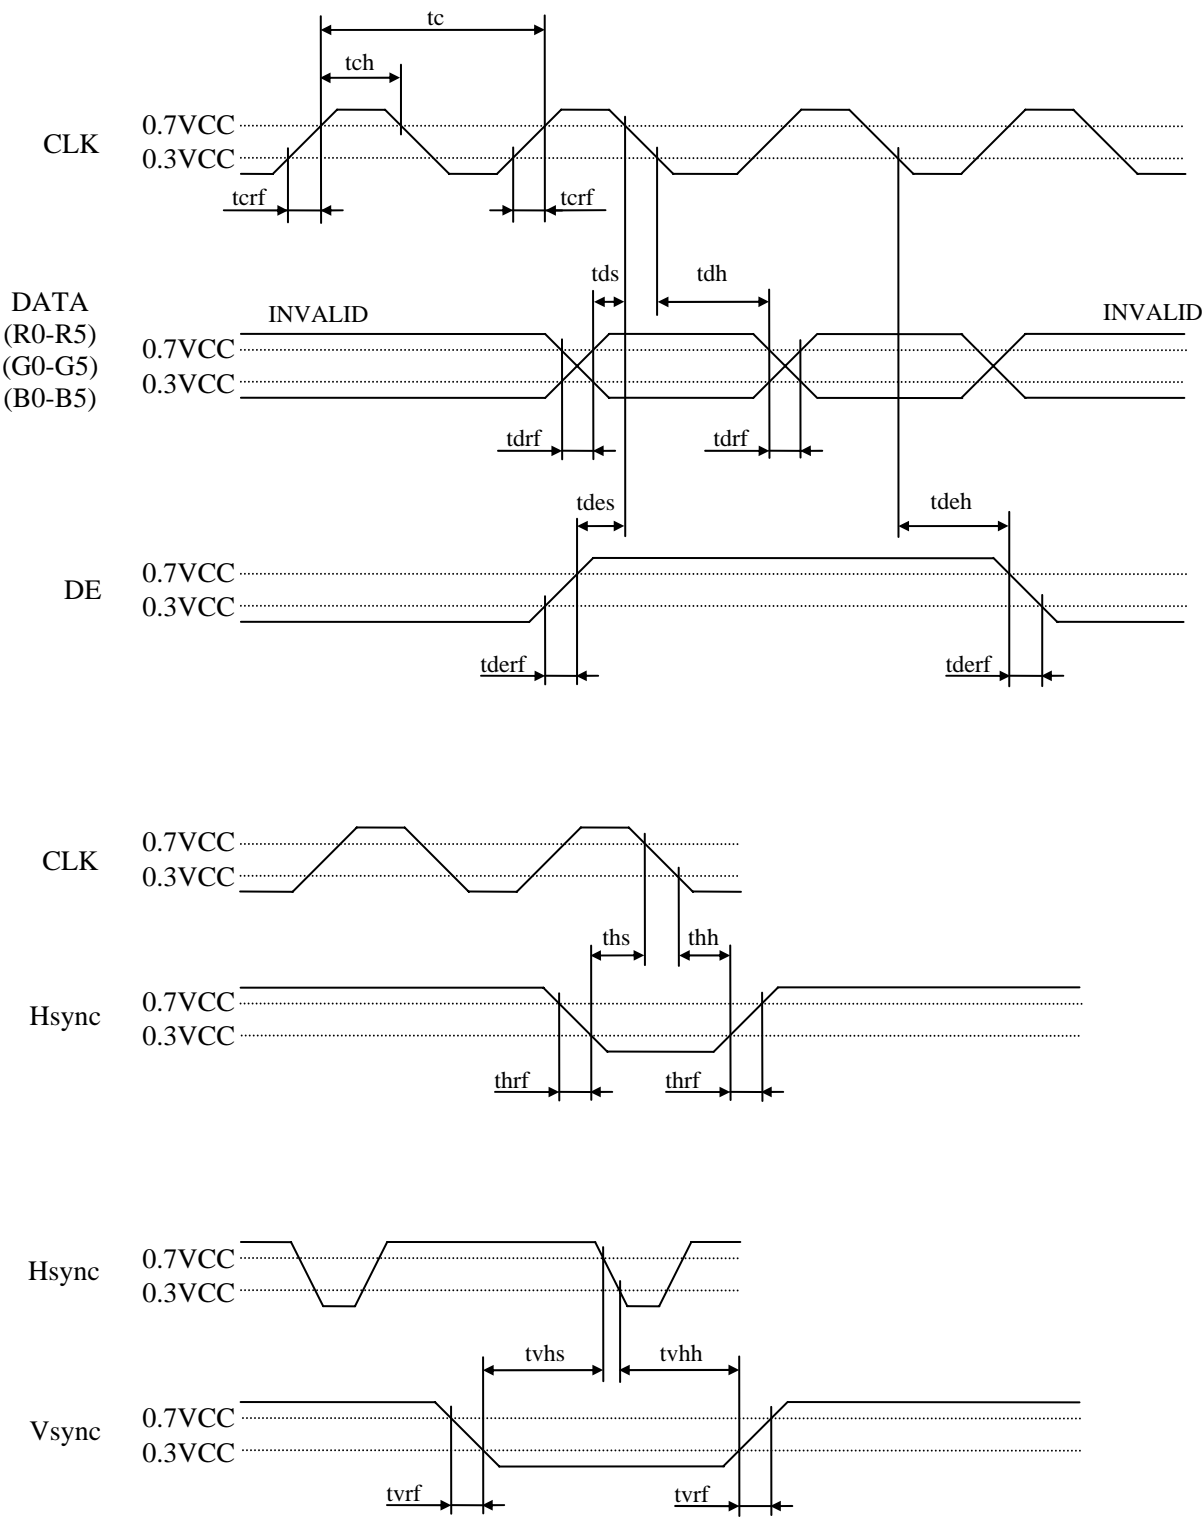 tc
tch
CLK
0.7VCC
0.3VCC
tcrf
tcrf
tds
tdh
DATA
(R0-R5)
(G0-G5)
(B0-B5)
INVALID
INVALID
0.7VCC
0.3VCC
tdrf
tdrf
tdes
tdeh
DE
0.7VCC
0.3VCC
tderf
tderf
CLK
0.7VCC
0.3VCC
ths
thh
Hsync
0.7VCC
0.3VCC
thrf
thrf
Hsync
0.7VCC
0.3VCC
tvhs
tvhh
Vsync
0.7VCC
0.3VCC
tvrf
tvrf